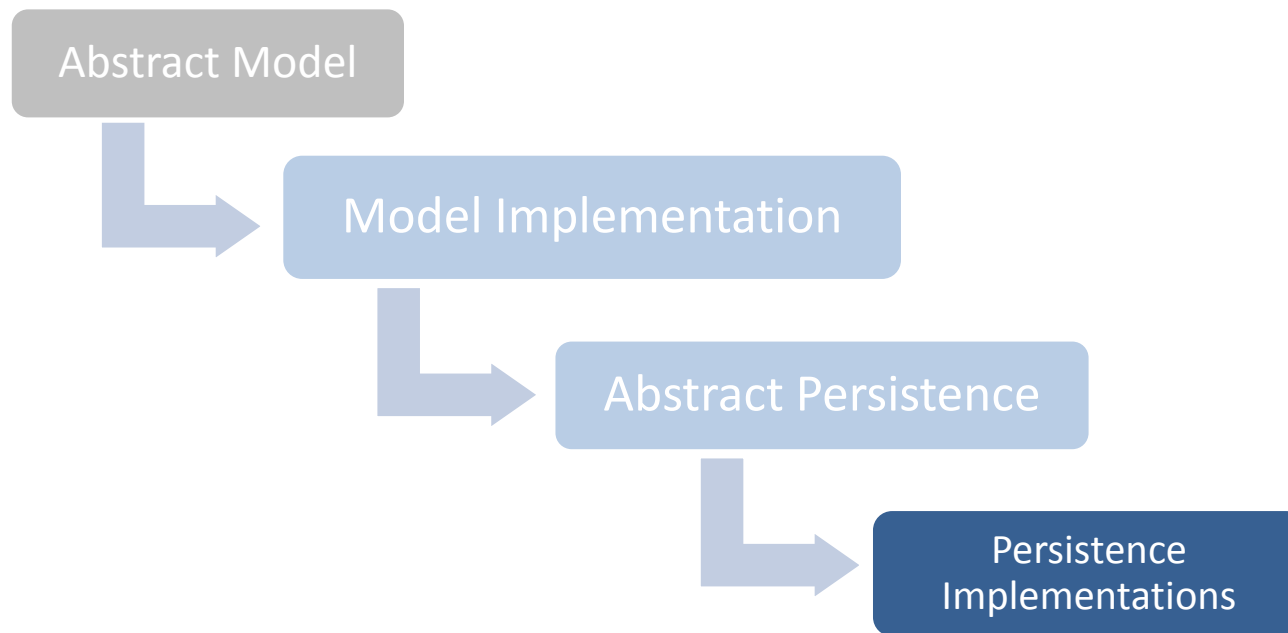 Abstract Model
Model Implementation
Abstract Persistence
Persistence
Implementations